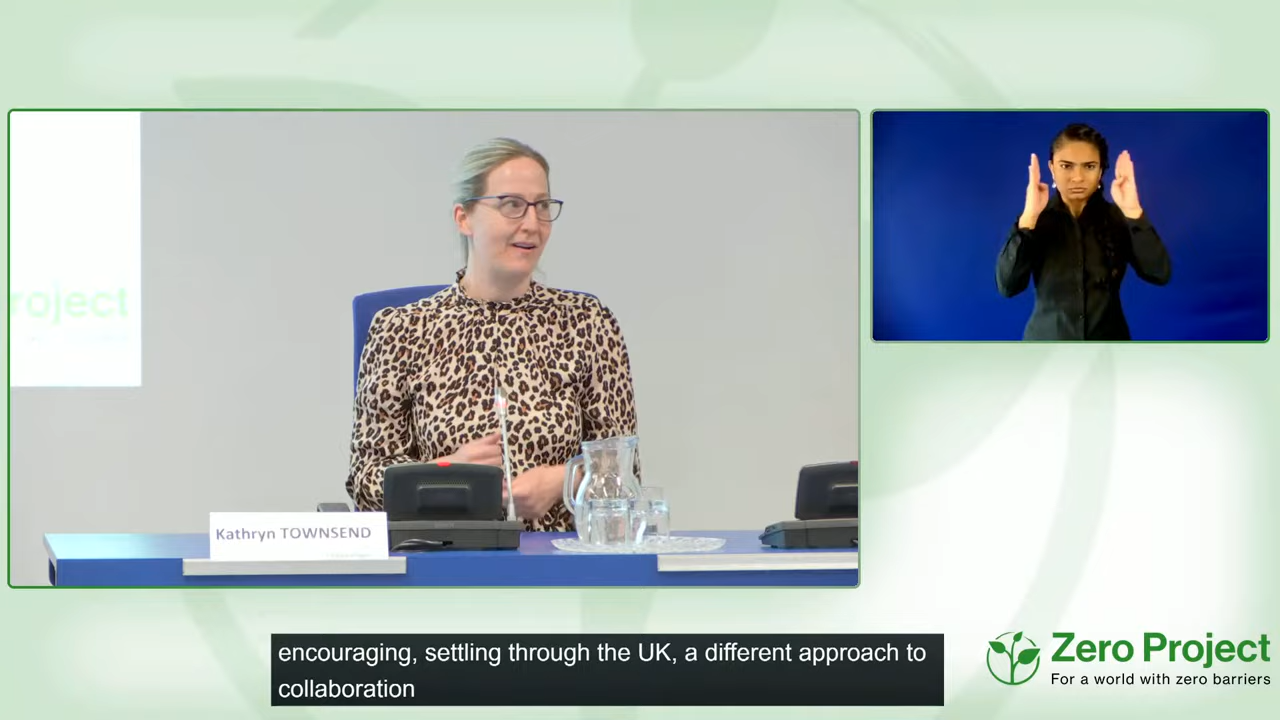 roject
Kathryn TOWNSEND
encouraging, settling through the UK, a different approach to
collaboration
Zero Project
For a world with zero barriers